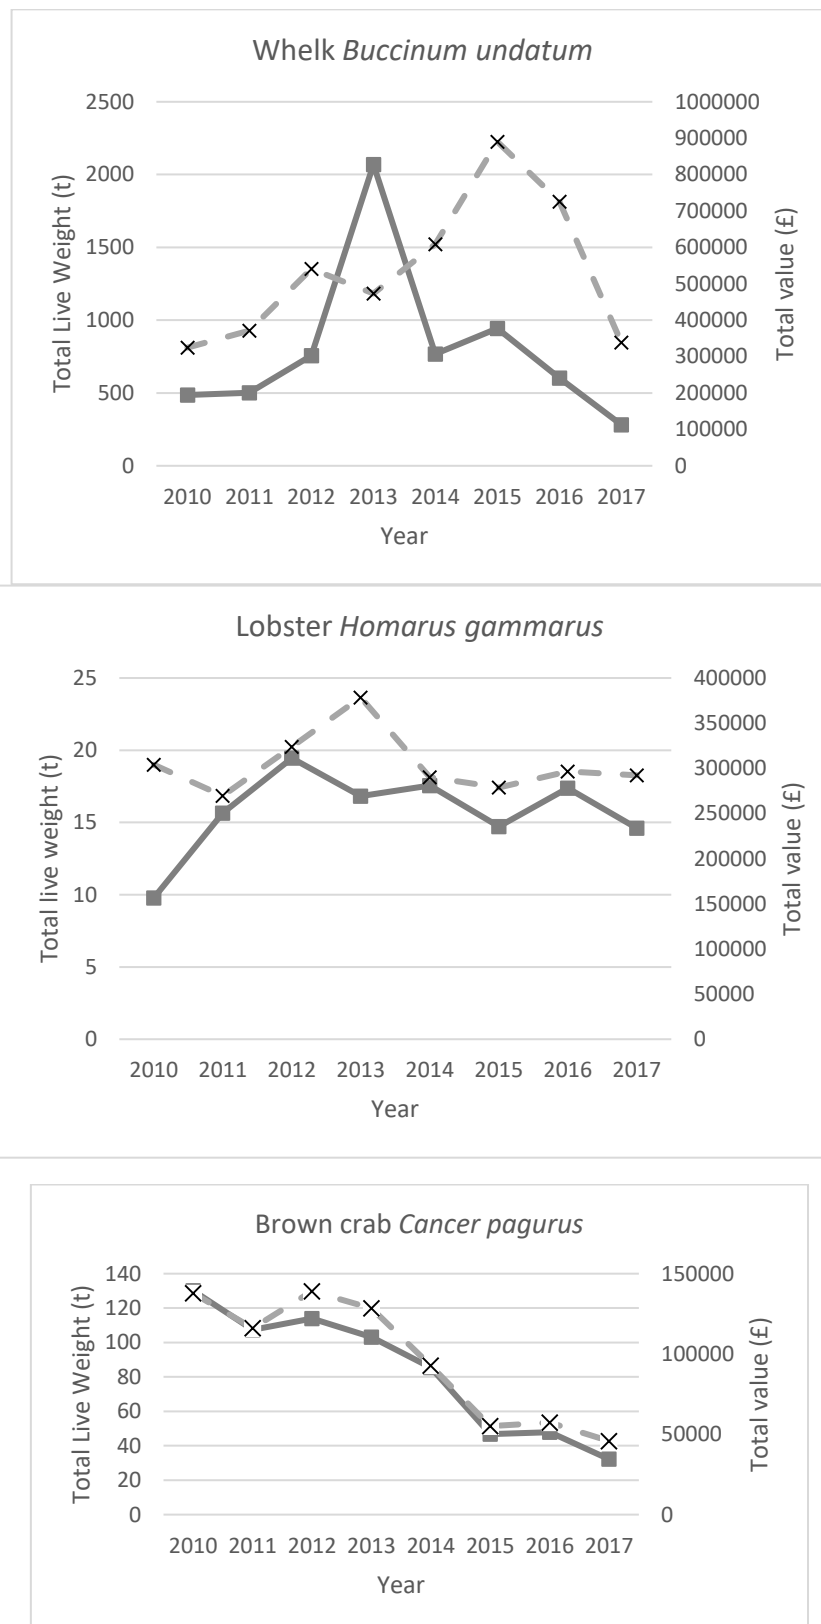 Whelk Buccinum undatum
2500
2000
1500
1000
500
0
Total Live Weight (t)
1000000
900000
800000
700000
600000
500000
400000
300000
200000
100000
0
Total value (£)
2010 2011 2012 2013 2014 2015 2016 2017
Year
Lobster Homarus gammarus
25
20
15
10
5
0
Total live weight (t)
400000
350000
300000
250000
200000
150000
100000
50000
0
Total value (£)
2010 2011 2012 2013 2014 2015 2016 2017
Year
Brown crab Cancer pagurus
140
120
100
80
60
40
20
0
Total Live Weight (t)
150000
100000
50000
0
Total value (£)
2010 2011 2012 2013 2014 2015 2016 2017
Year